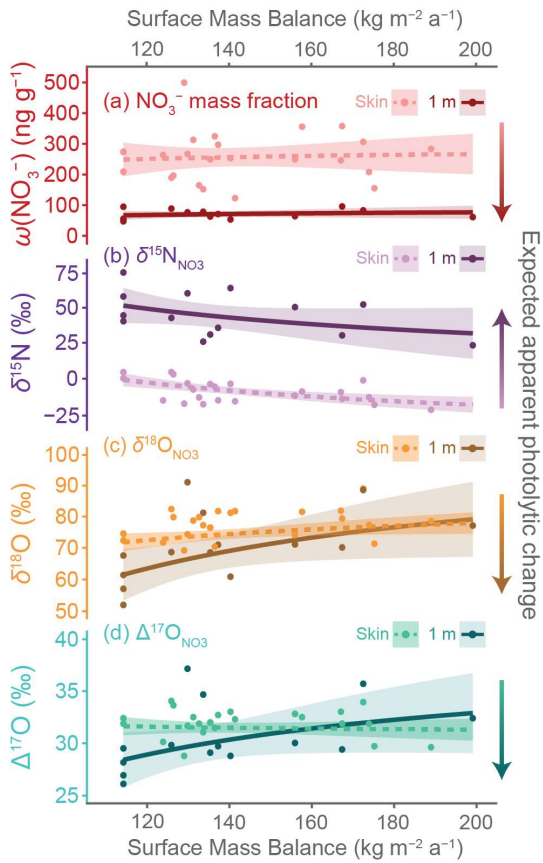 Surface Mass Balance (kg m⁻² a⁻¹)
120 140 160 180 200
(a) NO₃⁻ mass fraction
Skin 1 m
500
400
300
200
100
0
ω(NO₃⁻) (ng g⁻¹)
(b) δ¹⁵N_NO3
Skin 1 m
75
50
25
0
−25
δ¹⁵N (‰)
(c) δ¹⁸O_NO3
Skin 1 m
100
90
80
70
60
50
δ¹⁸O (‰)
(d) Δ¹⁷O_NO3
Skin 1 m
40
35
30
25
Δ¹⁷O (‰)
Expected apparent photolytic change
120 140 160 180 200
Surface Mass Balance (kg m⁻² a⁻¹)